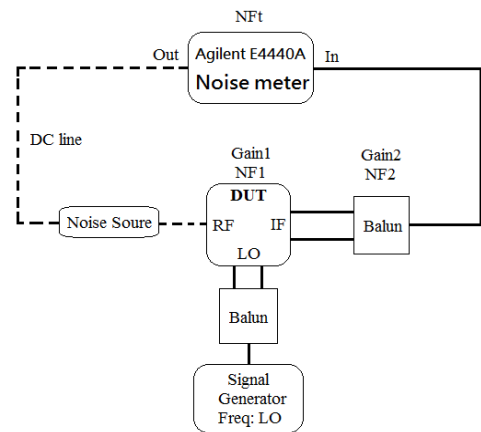 NFt
Out
Agilent E4440A
In
Noise meter
DC line
Gain1
NF1
Gain2
NF2
DUT
Noise Soure
RF
IF
Balun
LO
Balun
Signal
Generator
Freq: LO